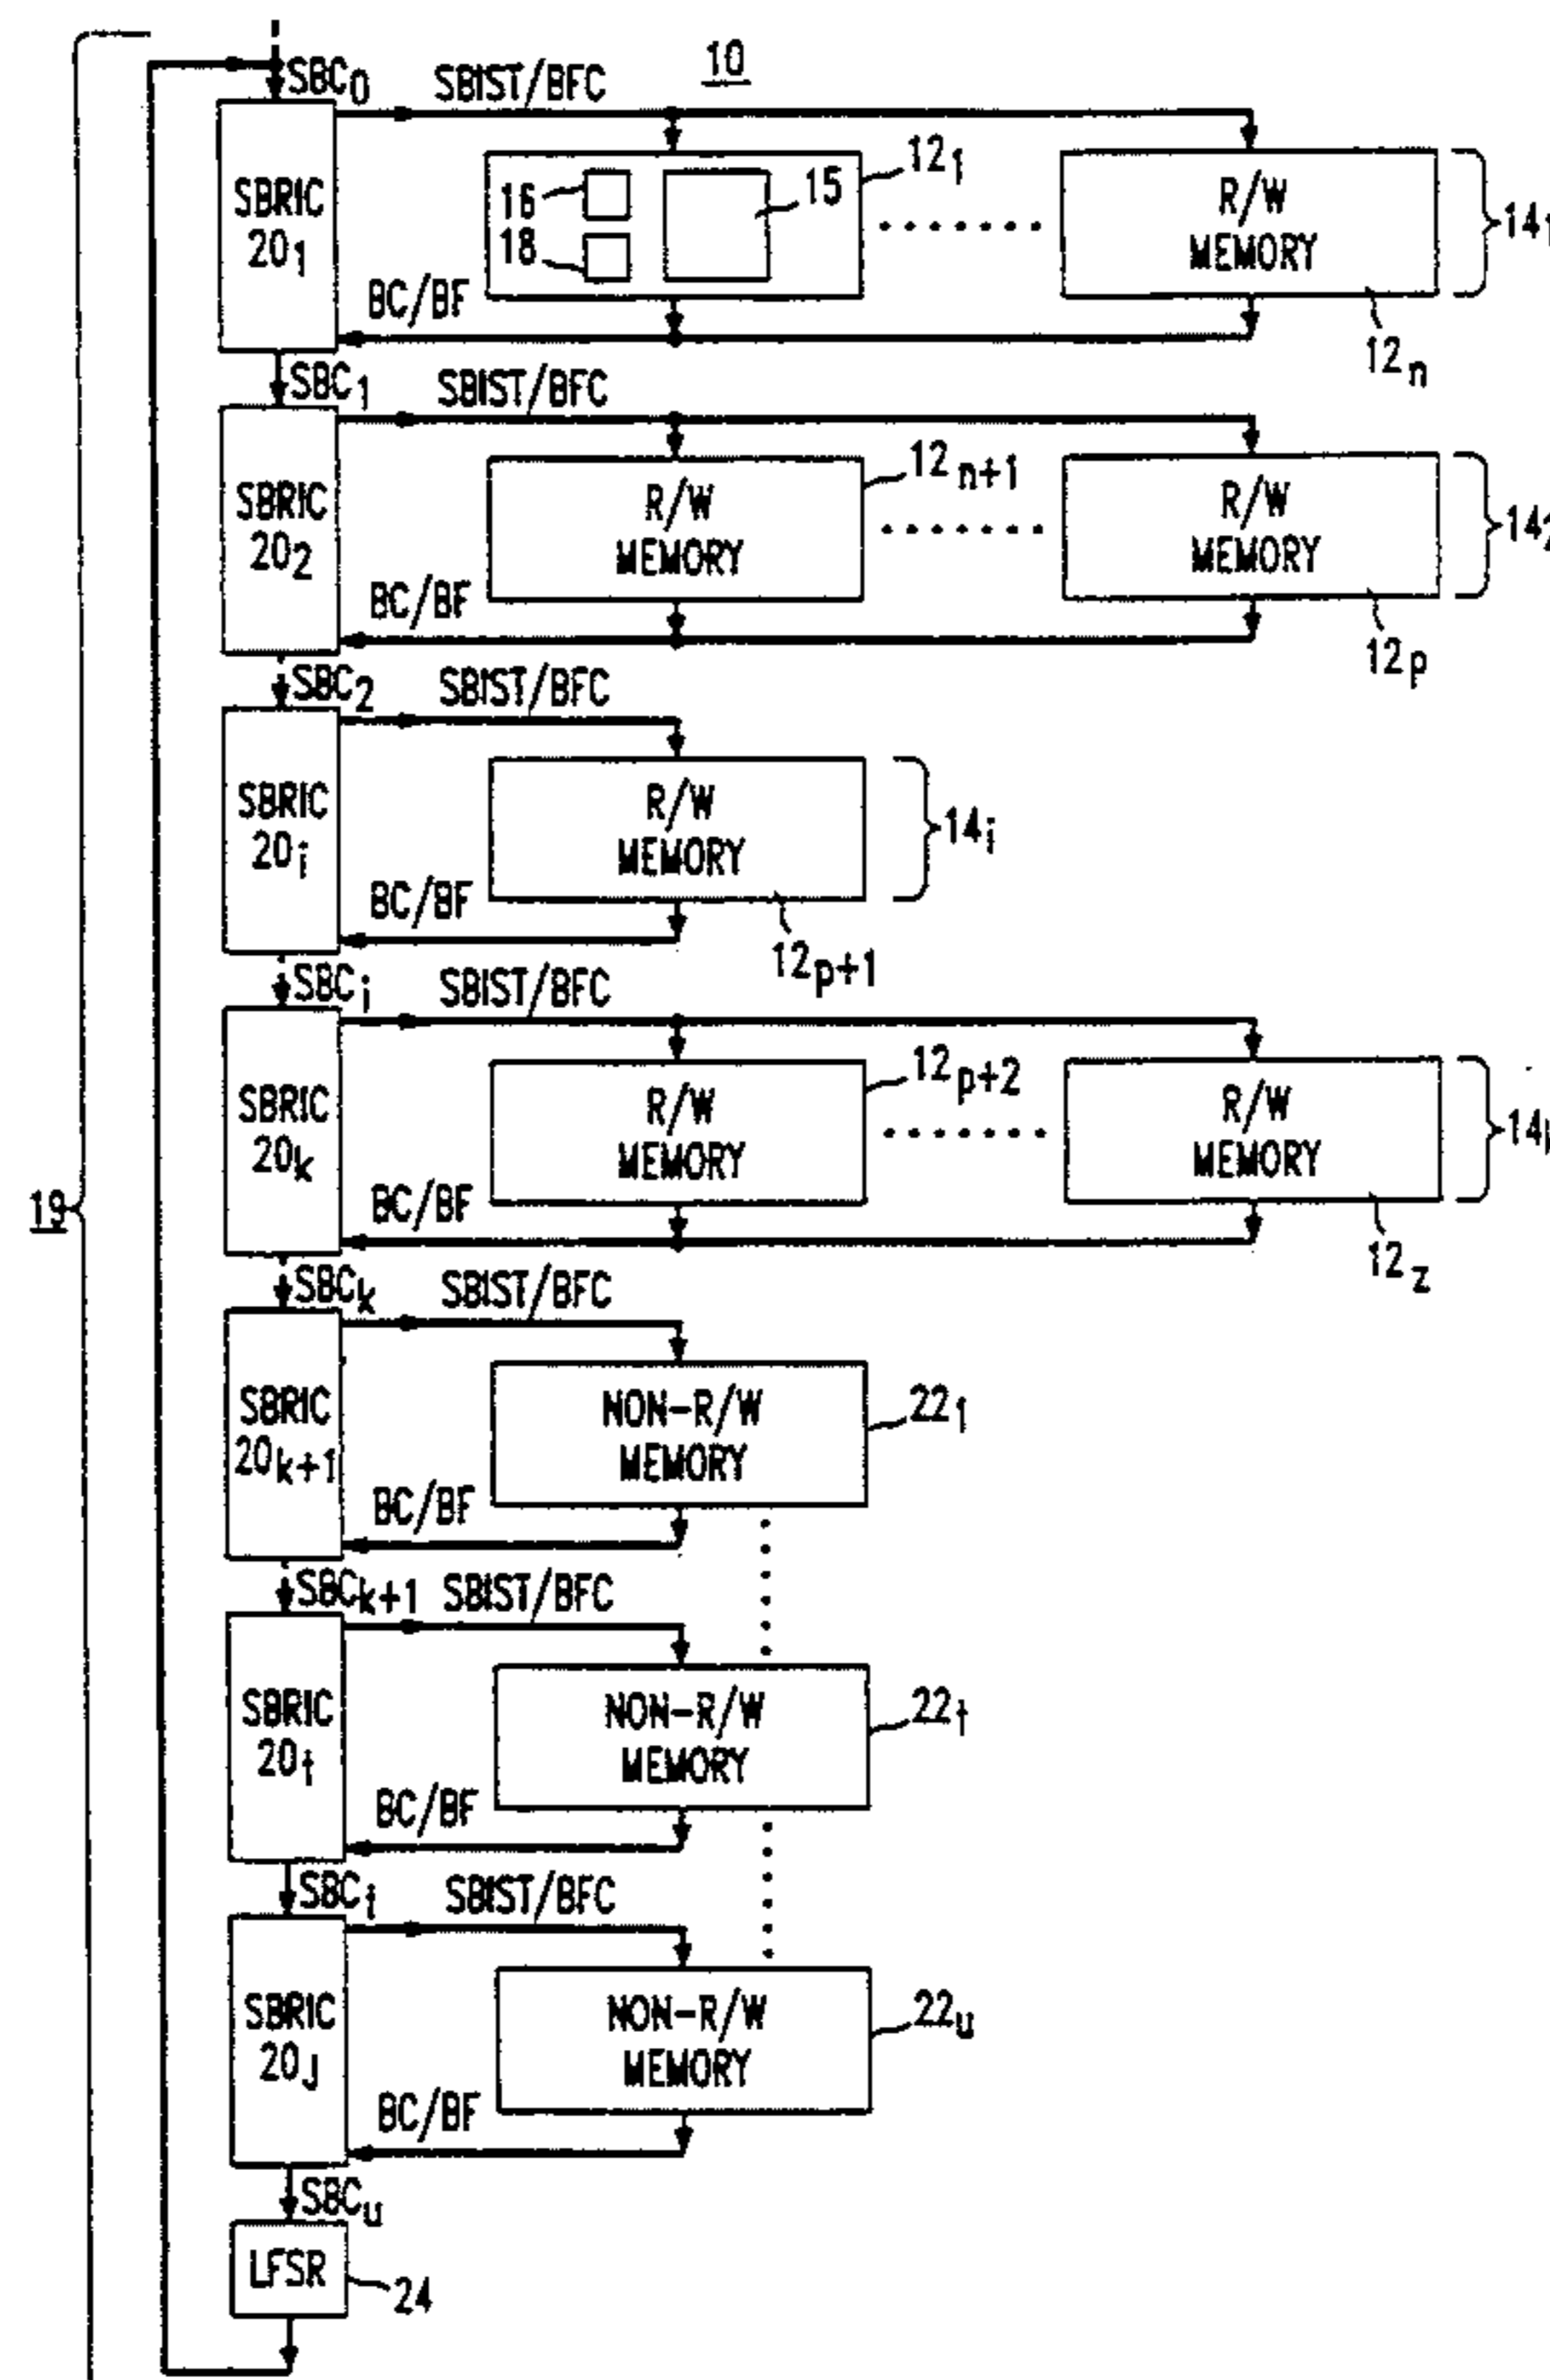 10
SBC0
SBIST/BFC
SBRIC
201
16
18
15
121
R/W
MEMORY
141
BC/BF
12n
SBC1
SBIST/BFC
SBRIC
202
R/W
MEMORY
12n+1
R/W
MEMORY
142
BC/BF
12p
SBC2
SBIST/BFC
SBRIC
20i
R/W
MEMORY
14i
BC/BF
12p+1
SBCi
SBIST/BFC
SBRIC
20k
R/W
MEMORY
12p+2
R/W
MEMORY
BC/BF
12z
19
SBCk
SBIST/BFC
SBRIC
20k+1
NON-R/W
MEMORY
221
BC/BF
SBCk+1
SBIST/BFC
SBRIC
20t
NON-R/W
MEMORY
22t
BC/BF
SBCi
SBIST/BFC
SBRIC
20j
NON-R/W
MEMORY
22u
BC/BF
SBCu
LFSR
24